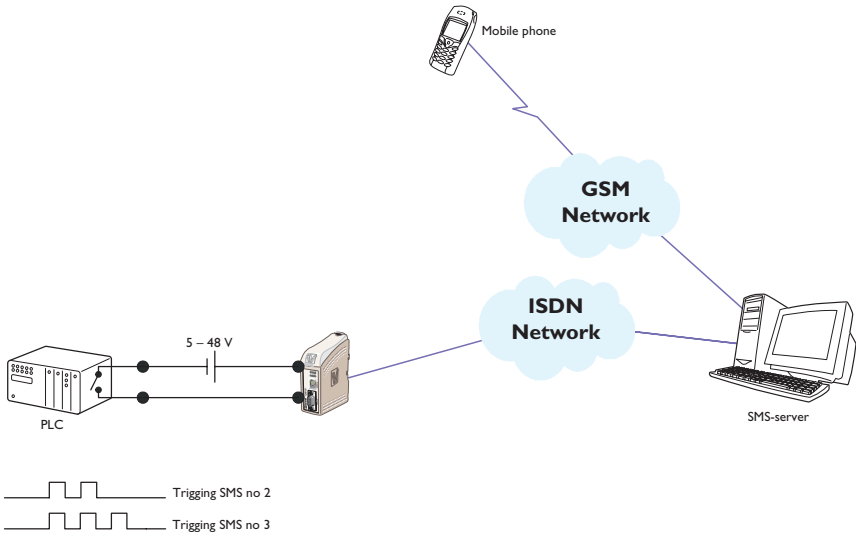 Mobile phone
GSM
Network
ISDN
Network
5 – 48 V
PLC
SMS-server
Trigging SMS no 2
Trigging SMS no 3